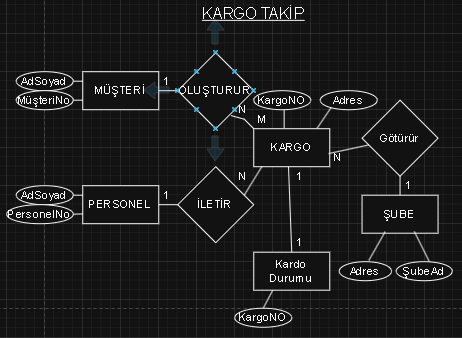 KARGO TAKİP
AdSoyad
MÜŞTERİ
1
OLUŞTURUR
MüşteriNo
N
M
KargoNO
Adres
KARGO
N
Götürür
1
1
ŞUBE
AdSoyad
PERSONEL
1
İLETİR
N
PersonelNo
1
Kardo
Durumu
Adres
ŞubeAd
KargoNO